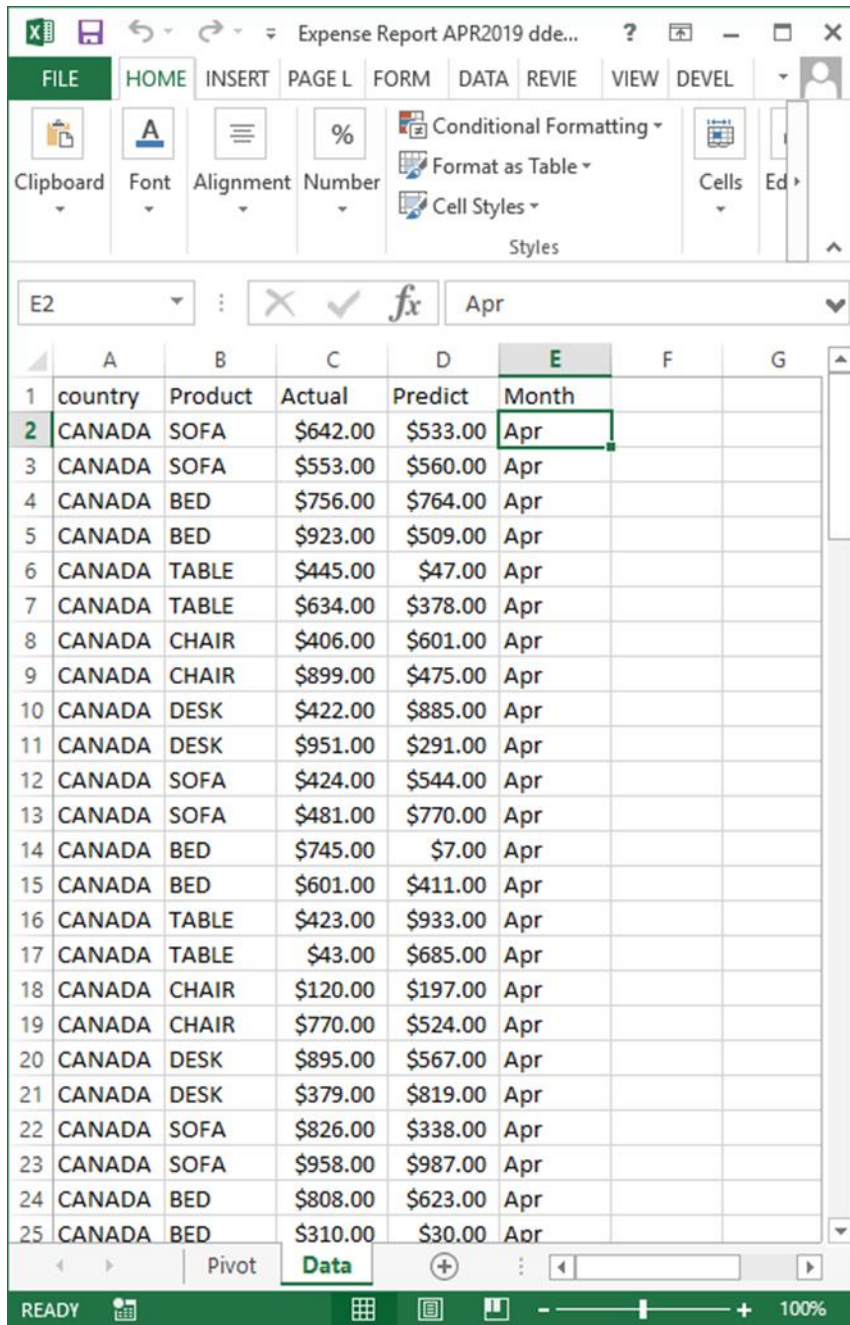 Expense Report APR2019 dde... ?
FILE HOME INSERT PAGE L FORM DATA REVIE VIEW DEVEL
Clipboard Font Alignment Number Conditional Formatting Format as Table Cell Styles Cells Ed
%
Styles
E2 fx Apr
A B C D E F G
1 country Product Actual Predict Month
2 CANADA SOFA $642.00 $533.00 Apr
3 CANADA SOFA $553.00 $560.00 Apr
4 CANADA BED $756.00 $764.00 Apr
5 CANADA BED $923.00 $509.00 Apr
6 CANADA TABLE $445.00 $47.00 Apr
7 CANADA TABLE $634.00 $378.00 Apr
8 CANADA CHAIR $406.00 $601.00 Apr
9 CANADA CHAIR $899.00 $475.00 Apr
10 CANADA DESK $422.00 $885.00 Apr
11 CANADA DESK $951.00 $291.00 Apr
12 CANADA SOFA $424.00 $544.00 Apr
13 CANADA SOFA $481.00 $770.00 Apr
14 CANADA BED $745.00 $7.00 Apr
15 CANADA BED $601.00 $411.00 Apr
16 CANADA TABLE $423.00 $933.00 Apr
17 CANADA TABLE $43.00 $685.00 Apr
18 CANADA CHAIR $120.00 $197.00 Apr
19 CANADA CHAIR $770.00 $524.00 Apr
20 CANADA DESK $895.00 $567.00 Apr
21 CANADA DESK $379.00 $819.00 Apr
22 CANADA SOFA $826.00 $338.00 Apr
23 CANADA SOFA $958.00 $987.00 Apr
24 CANADA BED $808.00 $623.00 Apr
25 CANADA BED $310.00 $30.00 Apr
Pivot Data
READY 100%